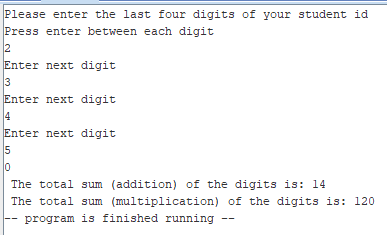 Please enter the last four digits of your student id
Press enter between each digit
2
Enter next digit
3
Enter next digit
4
Enter next digit
5
0
The total sum (addition) of the digits is: 14
The total sum (multiplication) of the digits is: 120
-- program is finished running --